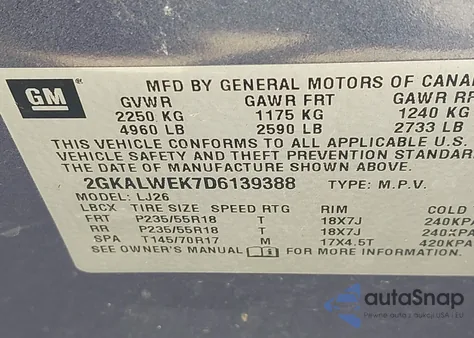 GM
MFD BY GENERAL MOTORS OF CANA
GVWR GAWR FRT GAWR RR
2250 KG 1175 KG 1240 KG
4960 LB 2590 LB 2733 LB
THIS VEHICLE CONFORMS TO ALL APPLICABLE U.S.
VEHICLE SAFETY AND THEFT PREVENTION STANDAR
THE DATE OF MANUFACTURE SHOWN ABOVE.
2GKALWEK7D6139388 TYPE: M.P.V.
MODEL: LJ26
LBCX TIRE SIZE SPEED RTG RIM COLD
FRT P235/55R18 T 18X7J 240KPA
RR P235/55R18 T 18X7J 240KPA
SPA T145/70R17 M 17X4.5T 420KPA
SEE OWNER'S MANUAL FOR MORE INFORMATION.
autoSnap